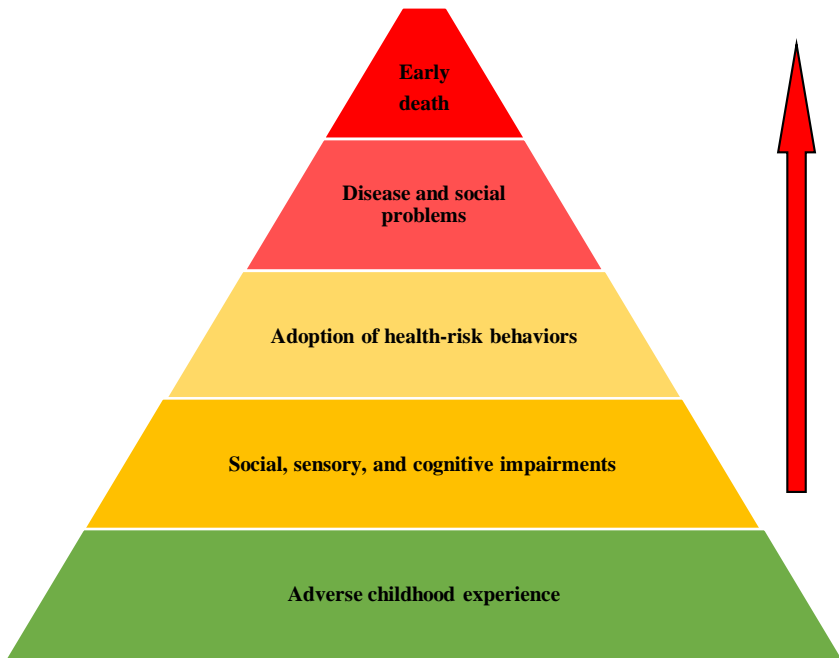 Early
death
Disease and social
problems
Adoption of health-risk behaviors
Social, sensory, and cognitive impairments
Adverse childhood experience